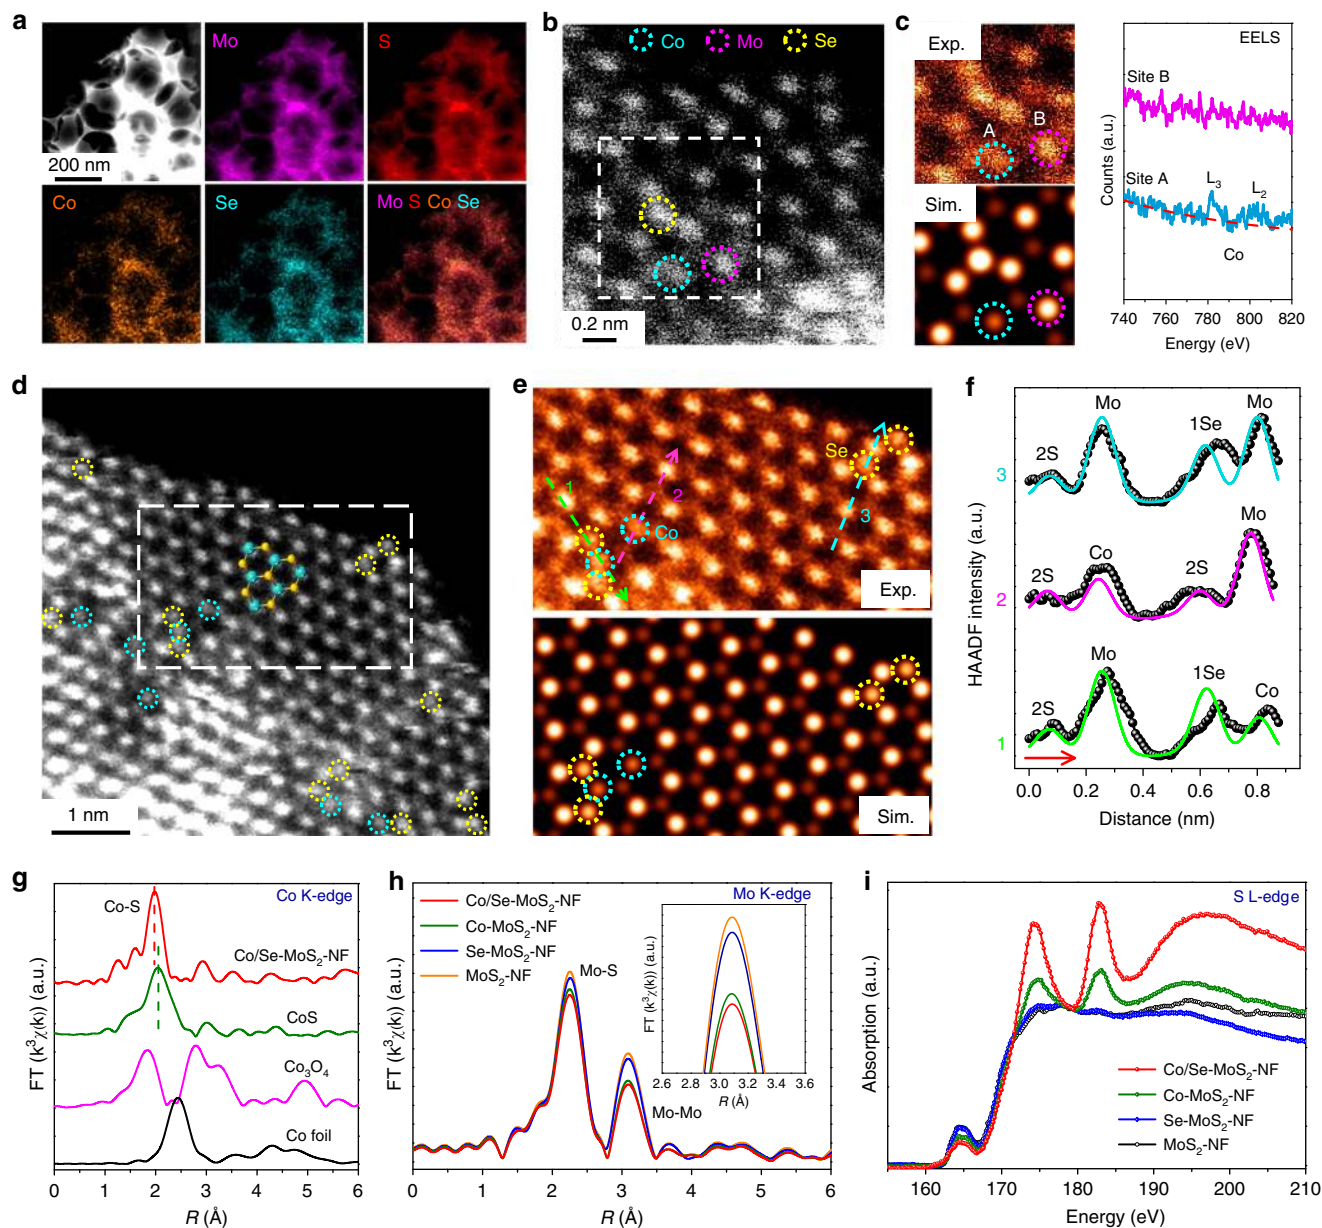 a
Mo
S
200 nm
Co
Se
Mo S Co Se
b
Co
Mo
Se
0.2 nm
c
Exp.
A
B
Sim.
EELS
Site B
Site A
L3
L2
Co
Counts (a.u.)
740 760 780 800 820
Energy (eV)
d
1 nm
e
1
2
3
Co
Se
Exp.
Sim.
f
Mo
Mo
2S
1Se
3
Mo
Co
2S
2S
2
Mo
1Se
2S
Co
1
HAADF intensity (a.u.)
0.0 0.2 0.4 0.6 0.8
Distance (nm)
g
Co K-edge
Co-S
Co/Se-MoS2-NF
CoS
Co3O4
Co foil
FT (k³χ(k)) (a.u.)
0 1 2 3 4 5 6
R (Å)
h
Mo K-edge
Co/Se-MoS2-NF
Co-MoS2-NF
Se-MoS2-NF
MoS2-NF
Mo-S
Mo-Mo
FT (k³χ(k)) (a.u.)
2.6 2.8 3.0 3.2 3.4 3.6
R (Å)
FT (k³χ(k)) (a.u.)
0 1 2 3 4 5 6
R (Å)
i
S L-edge
Co/Se-MoS2-NF
Co-MoS2-NF
Se-MoS2-NF
MoS2-NF
Absorption (a.u.)
160 170 180 190 200 210
Energy (eV)